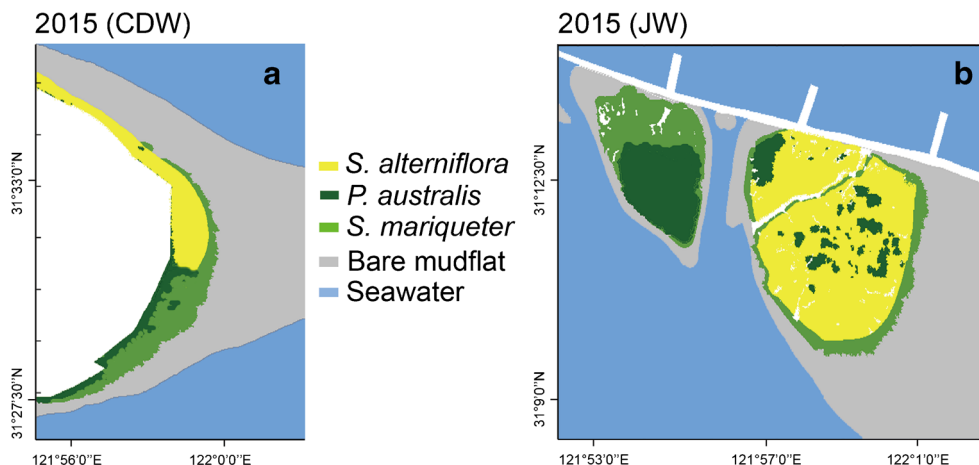 2015 (CDW)
a
31°33'0''N
31°27'30''N
121°56'0''E
122°0'0''E
S. alterniflora
P. australis
S. mariqueter
Bare mudflat
Seawater
2015 (JW)
b
31°12'30''N
31°9'0''N
121°53'0''E
121°57'0''E
122°1'0''E